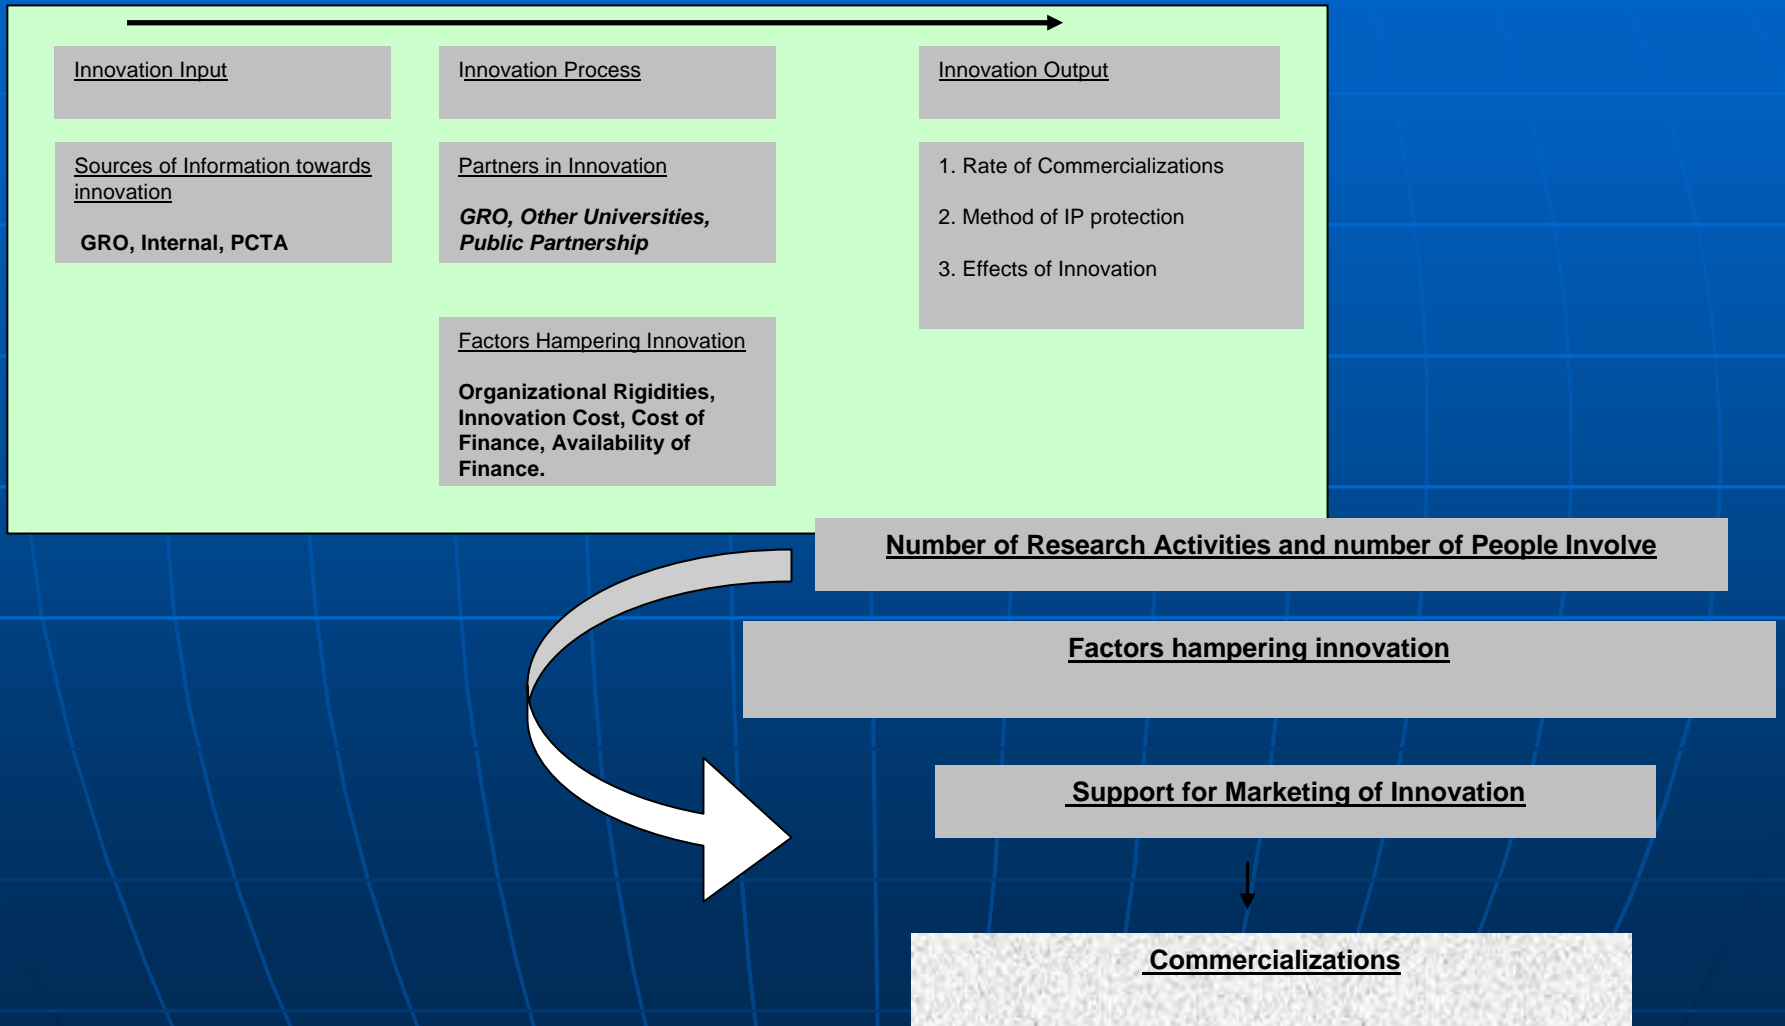 Innovation Input
Innovation Process
Innovation Output
Sources of Information towards
innovation
GRO, Internal, PCTA
Partners in Innovation
GRO, Other Universities,
Public Partnership
1. Rate of Commercializations
2. Method of IP protection
3. Effects of Innovation
Factors Hampering Innovation
Organizational Rigidities,
Innovation Cost, Cost of
Finance, Availability of
Finance.
Number of Research Activities and number of People Involve
Factors hampering innovation
Support for Marketing of Innovation
Commercializations